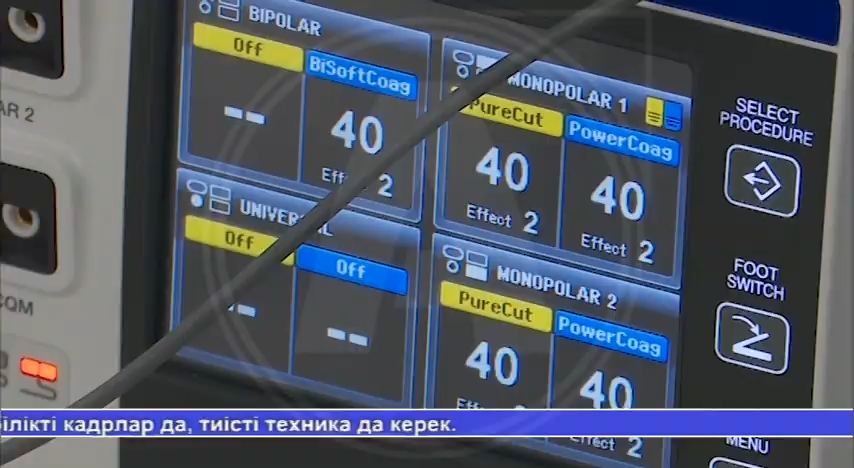 BIPOLAR
Off
BiSoftCoag
--
40
Effect 2
MONOPOLAR 1
PureCut
PowerCoag
40
Effect 2
40
Effect 2
UNIVERSAL
Off
Off
--
--
MONOPOLAR 2
PureCut
PowerCoag
40
40
Effect 2
SELECT
PROCEDURE
FOOT
SWITCH
MENU
AR 2
CQM
білікті кадрлар да, тиісті техника да керек.